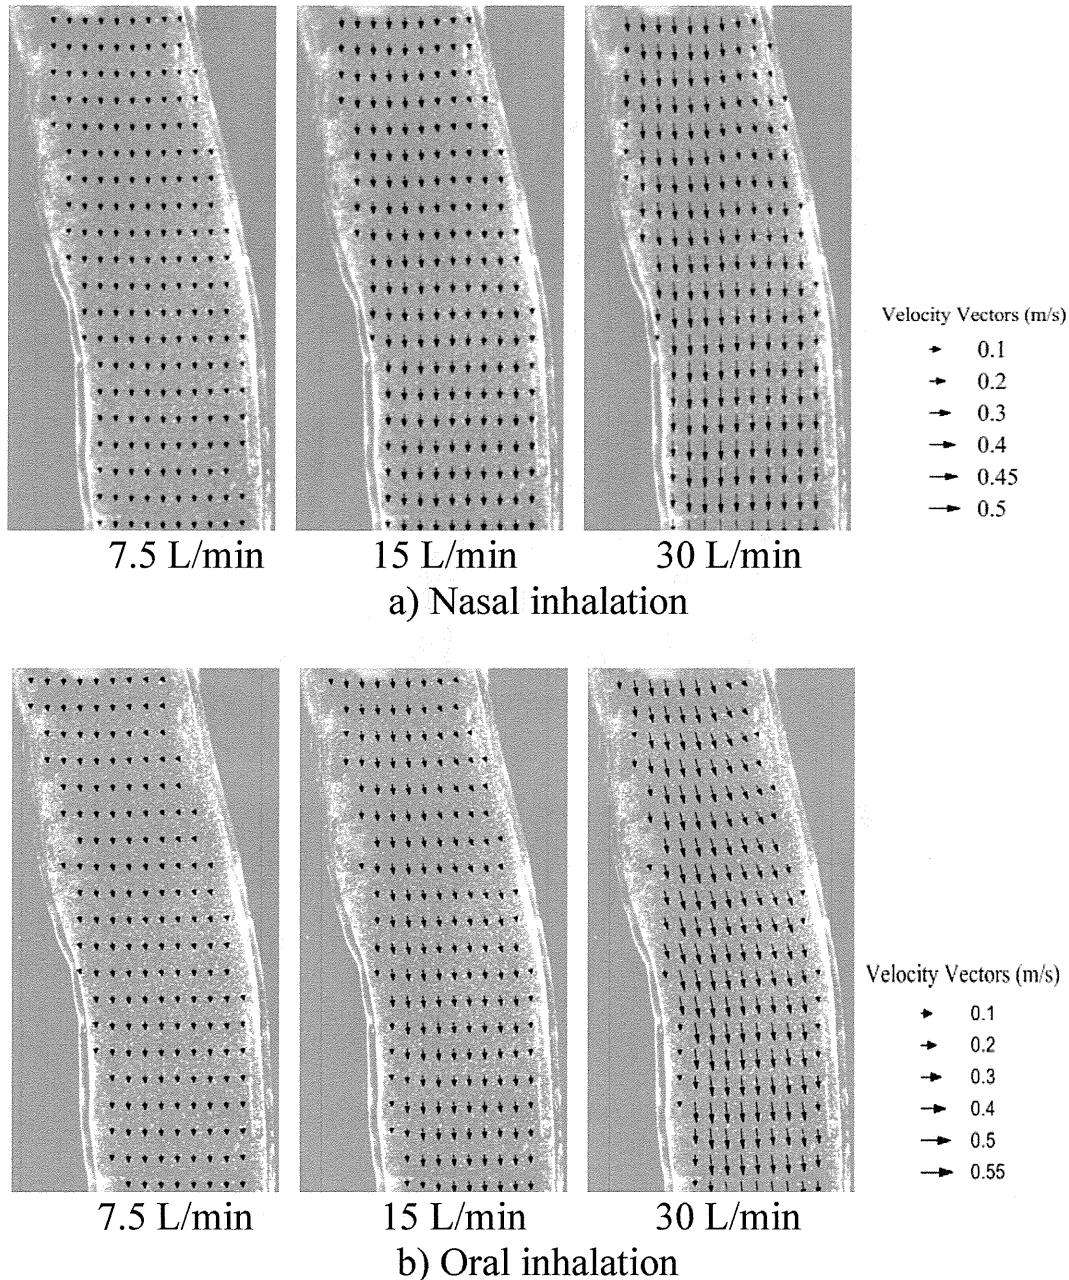 Velocity Vectors (m/s)
0.1
0.2
0.3
0.4
0.45
0.5
7.5 L/min
15 L/min
30 L/min
a) Nasal inhalation
Velocity Vectors (m/s)
0.1
0.2
0.3
0.4
0.5
0.55
7.5 L/min
15 L/min
30 L/min
b) Oral inhalation